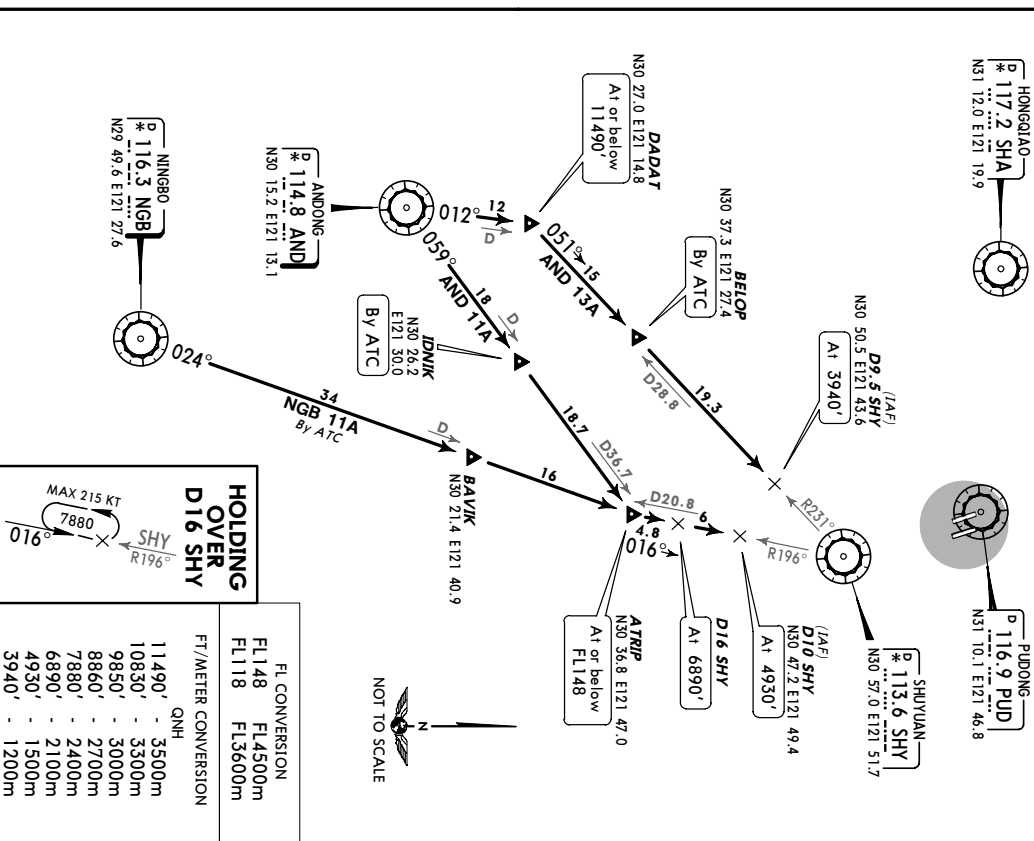 HONGQIAO
D
* 117.2 SHA
N31 12.0 E121 19.9
PUDONG
D
116.9 PUD
N31 10.1 E121 46.8
SHUYUAN
D
* 113.6 SHY
N30 57.0 E121 51.7
(IAF)
D9.5 SHY
N30 50.5 E121 43.6
At 3940'
R231°
R196°
(IAF)
D10 SHY
N30 47.2 E121 49.4
At 4930'
D16 SHY
At 6890'
ATRIP
N30 36.8 E121 47.0
At or below
FL148
BELOP
N30 37.3 E121 27.4
By ATC
DADAT
N30 27.0 E121 14.8
At or below
11490'
19.3
D28.8
051°
15
AND 13A
012°
12
D
ANDONG
D
* 114.8 AND
N30 15.2 E121 13.1
059°
18
AND 11A
D
IDNIK
N30 26.2
E121 30.0
By ATC
18.7
D36.7
D20.8
6
4.8
016°
16
BAVIK
N30 21.4 E121 40.9
D
34
NGB 11A
By ATC
024°
NINGBO
D
* 116.3 NGB
N29 49.6 E121 27.6
N
NOT TO SCALE
HOLDING
OVER
D16 SHY
MAX 215 KT
7880
016°
SHY
R196°
FL CONVERSION
FL148 FL4500m
FL118 FL3600m
FT/METER CONVERSION
QNH
11490' - 3500m
10830' - 3300m
9850' - 3000m
8860' - 2700m
7880' - 2400m
6890' - 2100m
4930' - 1500m
3940' - 1200m